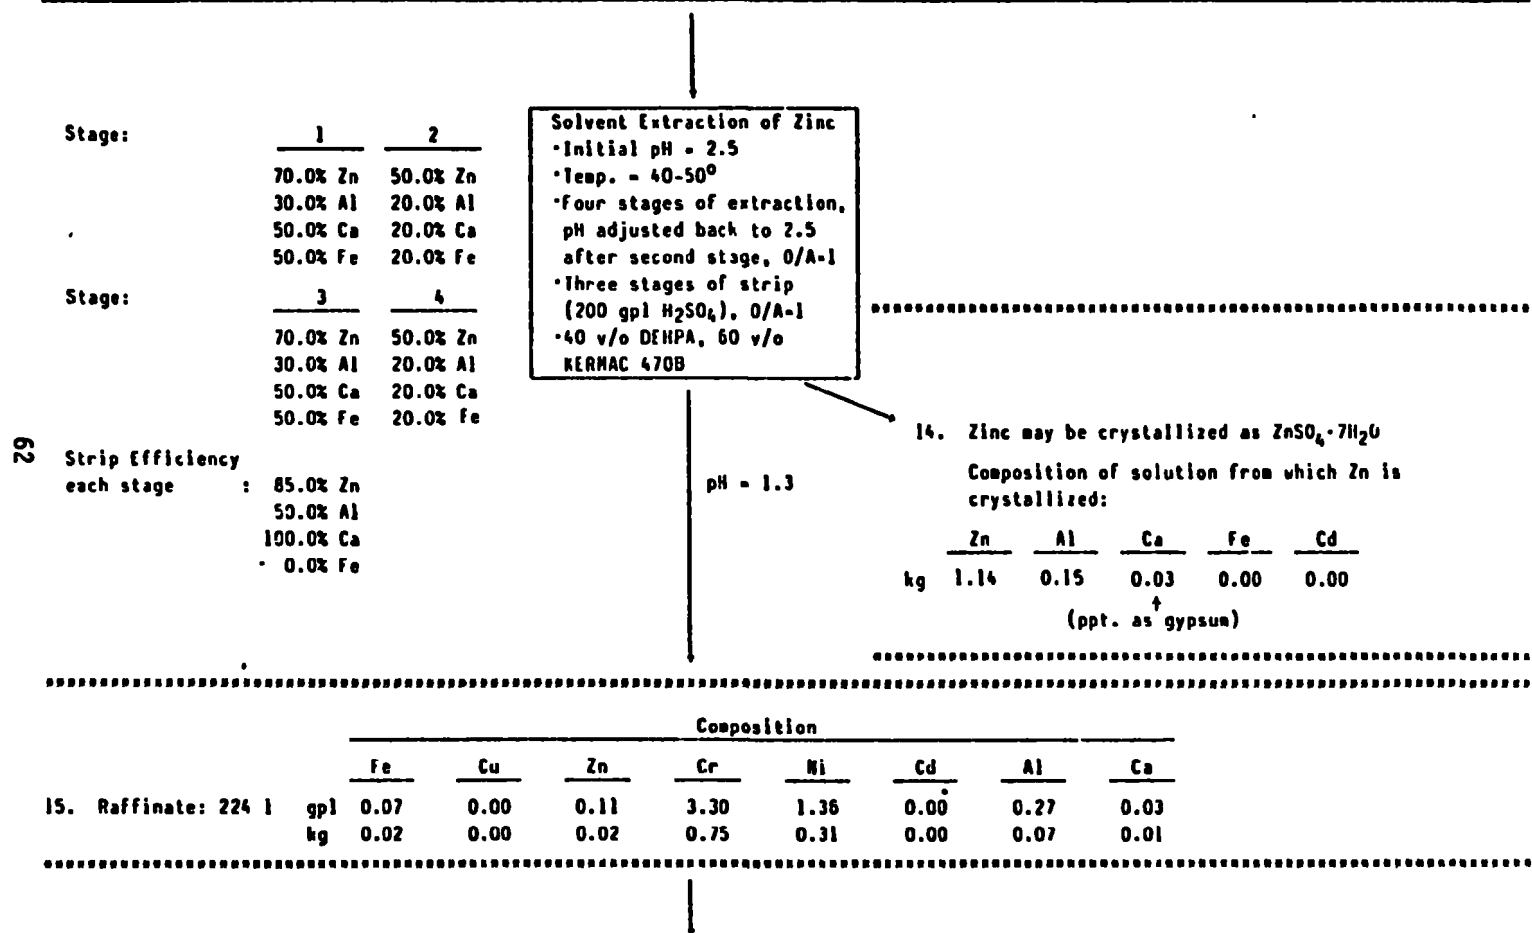 Stage: 1 2
70.0% Zn 50.0% Zn
30.0% Al 20.0% Al
50.0% Ca 20.0% Ca
50.0% Fe 20.0% Fe
Stage: 3 4
70.0% Zn 50.0% Zn
30.0% Al 20.0% Al
50.0% Ca 20.0% Ca
50.0% Fe 20.0% Fe
Strip Efficiency
each stage : 85.0% Zn
50.0% Al
100.0% Ca
0.0% Fe
62
Solvent Extraction of Zinc
·Initial pH = 2.5
·Temp. = 40-50⁰
·Four stages of extraction,
pH adjusted back to 2.5
after second stage, O/A=1
·Three stages of strip
(200 gpl H₂SO₄), O/A=1
·40 v/o DEHPA, 60 v/o
KERMAC 470B
pH = 1.3
14. Zinc may be crystallized as ZnSO₄·7H₂O
Composition of solution from which Zn is
crystallized:
Zn Al Ca Fe Cd
kg 1.14 0.15 0.03 0.00 0.00
(ppt. as gypsum)
Composition
Fe Cu Zn Cr Ni Cd Al Ca
15. Raffinate: 224 l gpl 0.07 0.00 0.11 3.30 1.36 0.00 0.27 0.03
kg 0.02 0.00 0.02 0.75 0.31 0.00 0.07 0.01